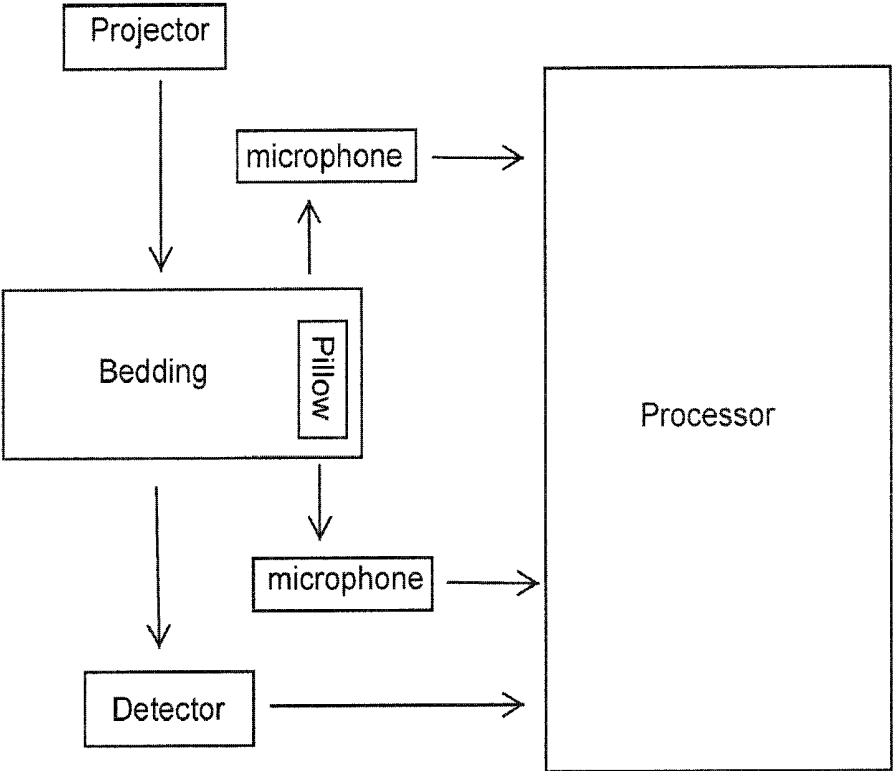 Projector
microphone
Bedding
Pillow
Processor
microphone
Detector